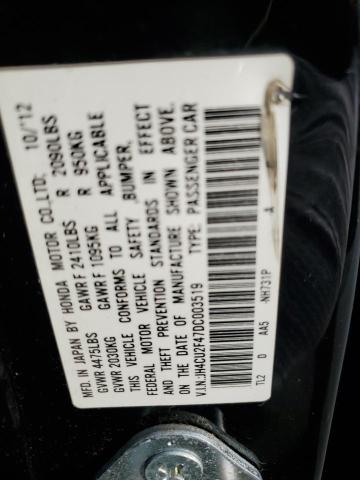 MFD. IN JAPAN BY HONDA MOTOR CO.,LTD; 10/'12
GVWR 4475LBS GAWR F 2410LBS R 2090LBS
GVWR 2030KG GAWR F 1095KG R 950KG
THIS VEHICLE CONFORMS TO ALL APPLICABLE
FEDERAL MOTOR VEHICLE SAFETY ,BUMPER,
AND THEFT PREVENTION STANDARDS IN EFFECT
ON THE DATE OF MANUFACTURE SHOWN ABOVE.
V.I.N.:JH4CU2F47DC003519 TYPE: PASSENGER CAR
TL2 D AA5 -NH731P -A